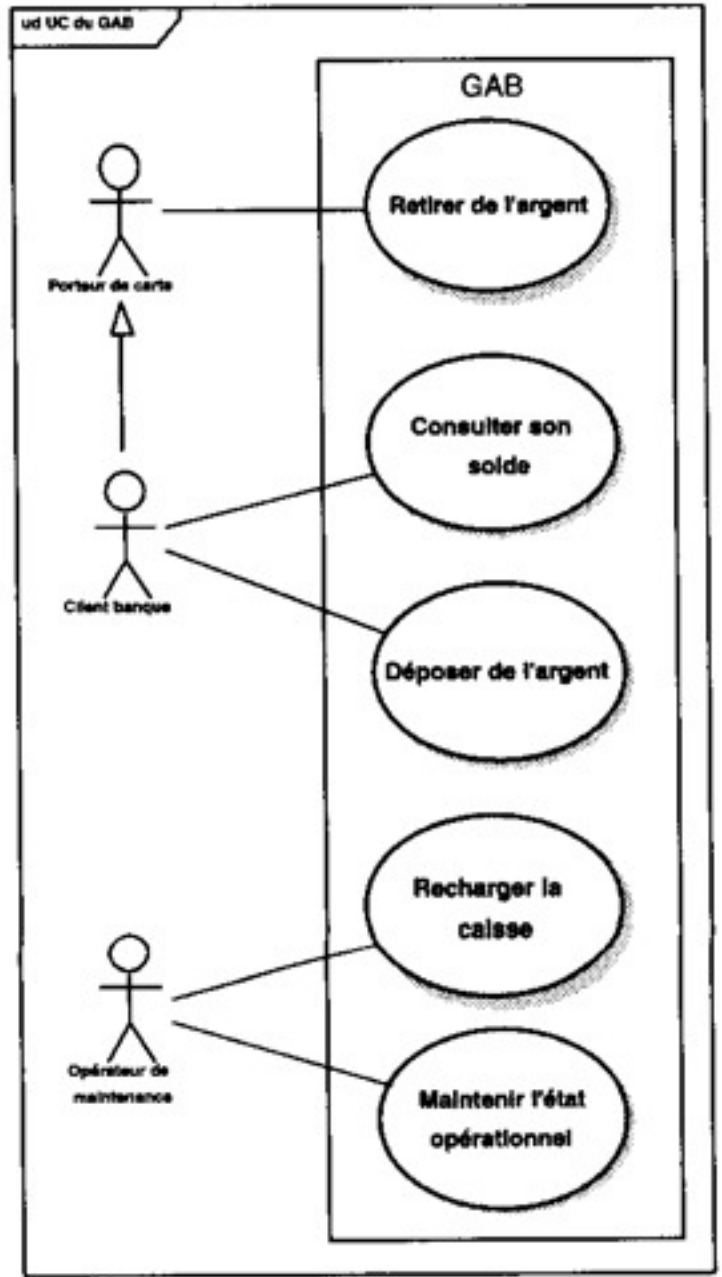 ud UC du GAB
GAB
Retirer de l'argent
Porteur de carte
Consulter son
solde
Client banque
Déposer de l'argent
Recharger la
caisse
Opérateur de
maintenance
Maintenir l'état
opérationnel